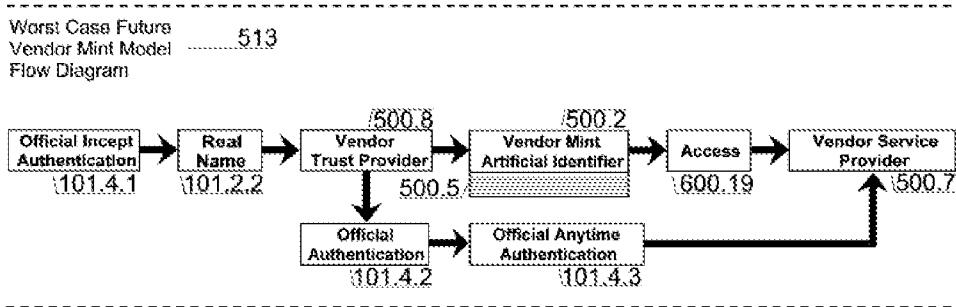 Worst Case Future
Vendor Mint Model
Flow Diagram
513
500.8
500.2
Official Incept
Authentication
Real
Name
Vendor
Trust Provider
Vendor Mint
Artificial Identifier
Access
Vendor Service
Provider
101.4.1
101.2.2
500.5
600.19
500.7
Official
Authentication
Official Anytime
Authentication
101.4.2
101.4.3